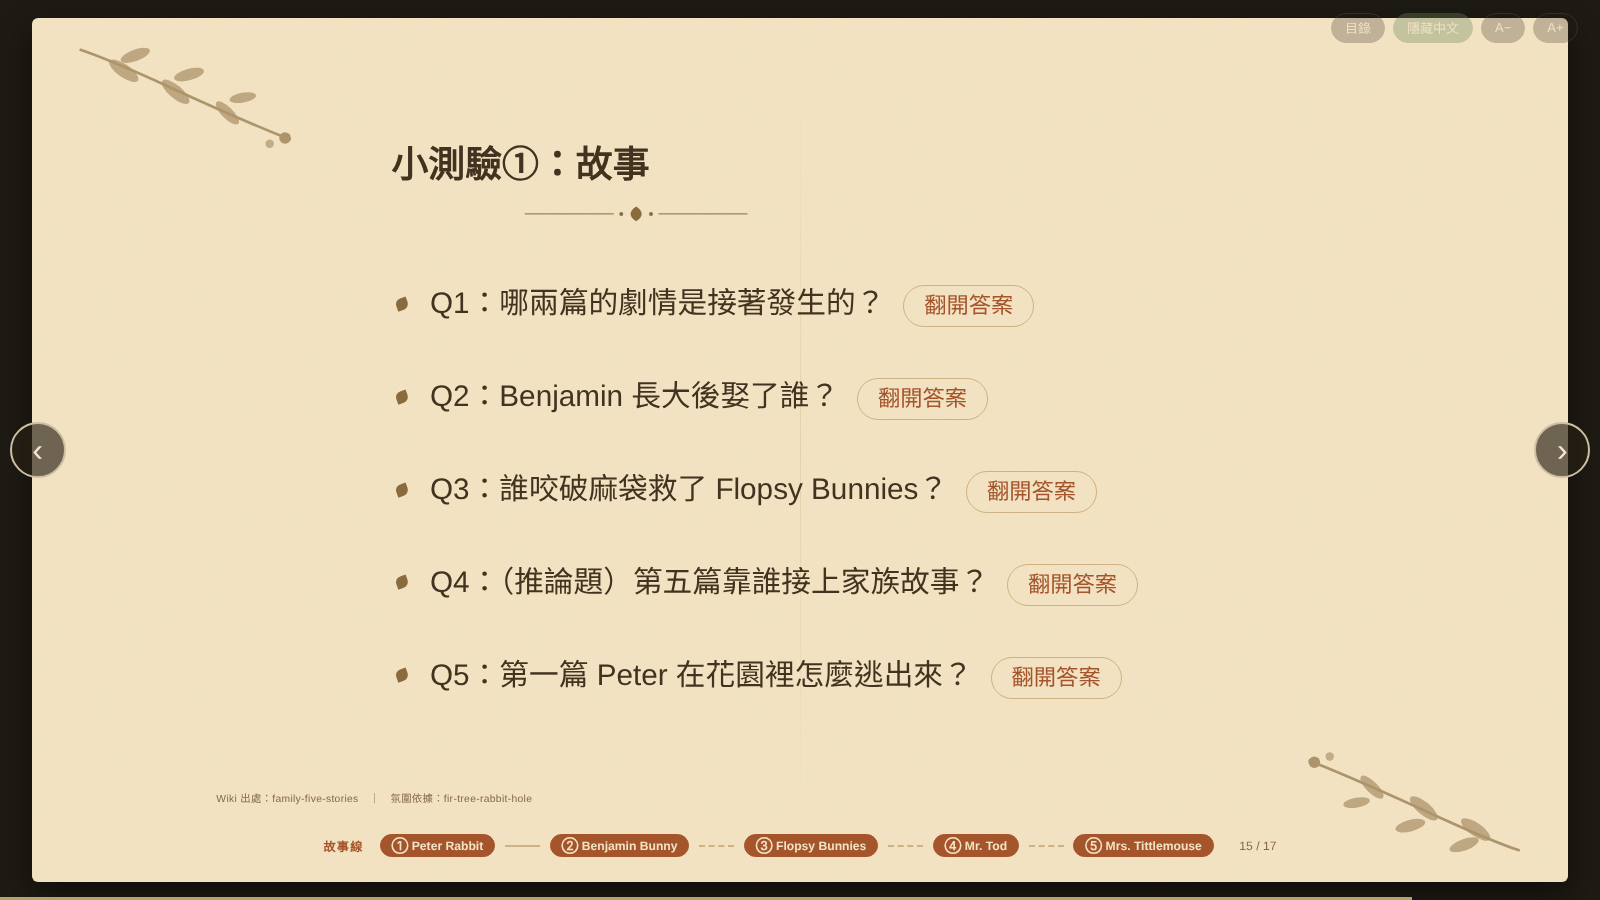 目錄 隱藏中文 A− A+
小測驗①：故事
Q1：哪兩篇的劇情是接著發生的？ 翻開答案
Q2：Benjamin 長大後娶了誰？ 翻開答案
Q3：誰咬破麻袋救了 Flopsy Bunnies？ 翻開答案
Q4：（推論題）第五篇靠誰接上家族故事？ 翻開答案
Q5：第一篇 Peter 在花園裡怎麼逃出來？ 翻開答案
Wiki 出處：family-five-stories ｜ 氛圍依據：fir-tree-rabbit-hole
故事線 ① Peter Rabbit ② Benjamin Bunny ③ Flopsy Bunnies ④ Mr. Tod ⑤ Mrs. Tittlemouse 15 / 17